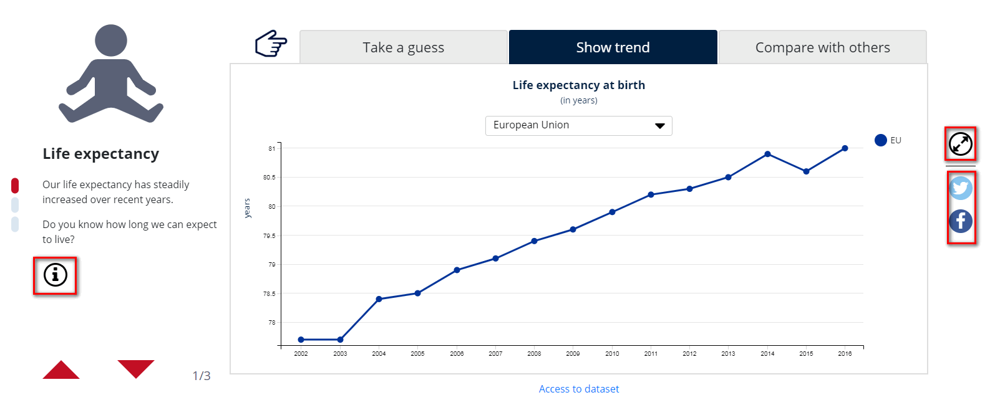 Take a guess
Show trend
Compare with others
Life expectancy at birth
(in years)
European Union
EU
Life expectancy
Our life expectancy has steadily
increased over recent years.
Do you know how long we can expect
to live?
1/3
years
81
80.5
80
79.5
79
78.5
78
2002 2003 2004 2005 2006 2007 2008 2009 2010 2011 2012 2013 2014 2015 2016
Access to dataset